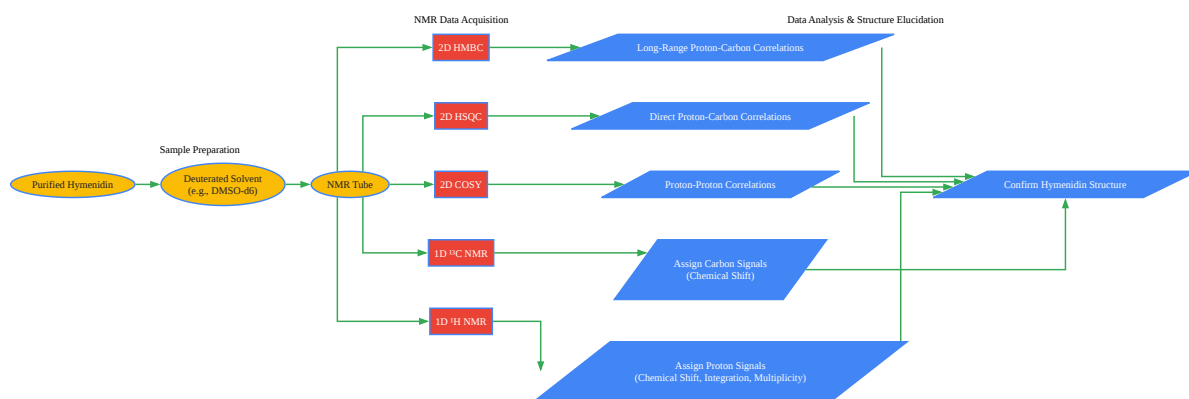 NMR Data Acquisition
Data Analysis & Structure Elucidation
2D HMBC
Long-Range Proton-Carbon Correlations
2D HSQC
Direct Proton-Carbon Correlations
Sample Preparation
Purified Hymenidin
Deuterated Solvent
(e.g., DMSO-d6)
NMR Tube
2D COSY
Proton-Proton Correlations
Confirm Hymenidin Structure
1D ¹³C NMR
Assign Carbon Signals
(Chemical Shift)
1D ¹H NMR
Assign Proton Signals
(Chemical Shift, Integration, Multiplicity)